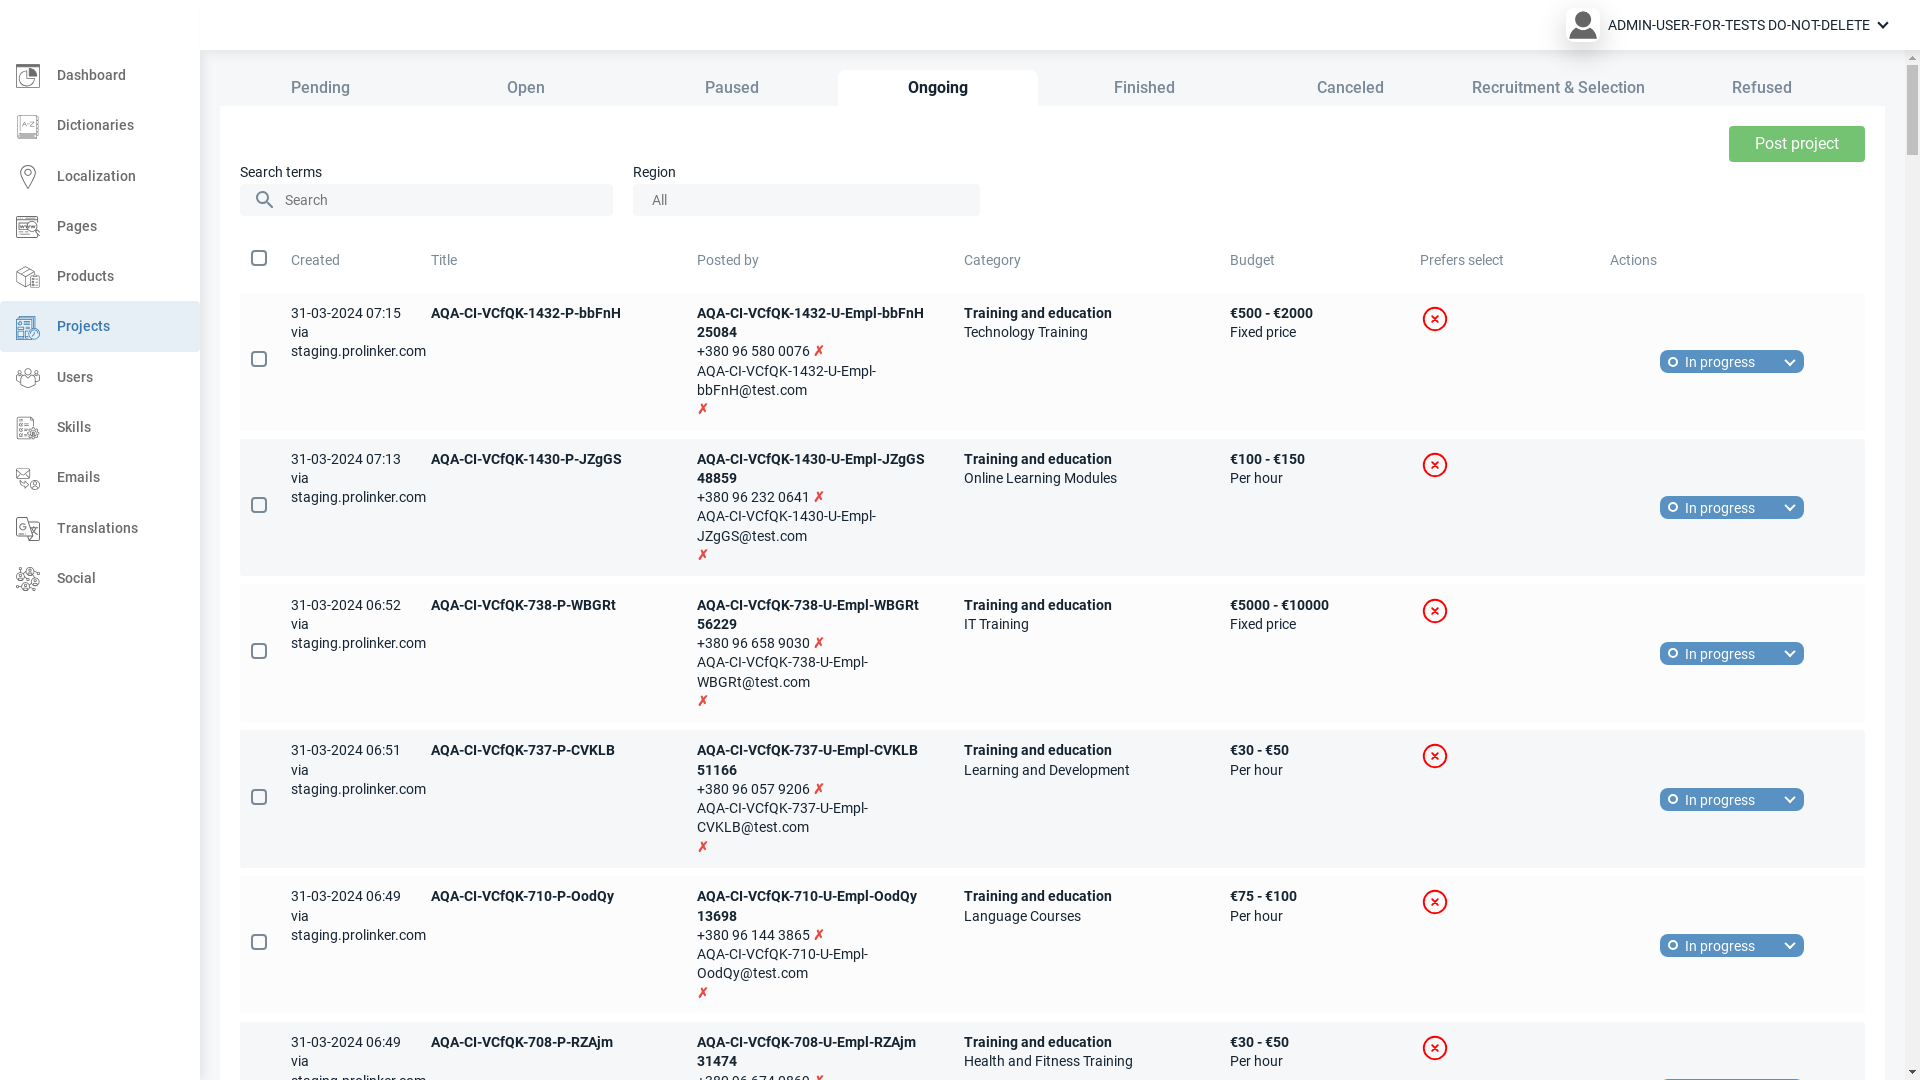 ADMIN-USER-FOR-TESTS DO-NOT-DELETE
Dashboard
Dictionaries
Localization
Pages
Products
Projects
Users
Skills
Emails
Translations
Social
Pending
Open
Paused
Ongoing
Finished
Canceled
Recruitment & Selection
Refused
Post project
Search terms
Region
Search
All
Created
Title
Posted by
Category
Budget
Prefers select
Actions
31-03-2024 07:15
via
staging.prolinker.com
AQA-CI-VCfQK-1432-P-bbFnH
AQA-CI-VCfQK-1432-U-Empl-bbFnH
25084
+380 96 580 0076 ✗
AQA-CI-VCfQK-1432-U-Empl-
bbFnH@test.com
✗
Training and education
Technology Training
€500 - €2000
Fixed price
In progress
31-03-2024 07:13
via
staging.prolinker.com
AQA-CI-VCfQK-1430-P-JZgGS
AQA-CI-VCfQK-1430-U-Empl-JZgGS
48859
+380 96 232 0641 ✗
AQA-CI-VCfQK-1430-U-Empl-
JZgGS@test.com
✗
Training and education
Online Learning Modules
€100 - €150
Per hour
In progress
31-03-2024 06:52
via
staging.prolinker.com
AQA-CI-VCfQK-738-P-WBGRt
AQA-CI-VCfQK-738-U-Empl-WBGRt
56229
+380 96 658 9030 ✗
AQA-CI-VCfQK-738-U-Empl-
WBGRt@test.com
✗
Training and education
IT Training
€5000 - €10000
Fixed price
In progress
31-03-2024 06:51
via
staging.prolinker.com
AQA-CI-VCfQK-737-P-CVKLB
AQA-CI-VCfQK-737-U-Empl-CVKLB
51166
+380 96 057 9206 ✗
AQA-CI-VCfQK-737-U-Empl-
CVKLB@test.com
✗
Training and education
Learning and Development
€30 - €50
Per hour
In progress
31-03-2024 06:49
via
staging.prolinker.com
AQA-CI-VCfQK-710-P-OodQy
AQA-CI-VCfQK-710-U-Empl-OodQy
13698
+380 96 144 3865 ✗
AQA-CI-VCfQK-710-U-Empl-
OodQy@test.com
✗
Training and education
Language Courses
€75 - €100
Per hour
In progress
31-03-2024 06:49
via
staging.prolinker.com
AQA-CI-VCfQK-708-P-RZAjm
AQA-CI-VCfQK-708-U-Empl-RZAjm
31474
Training and education
Health and Fitness Training
€30 - €50
Per hour